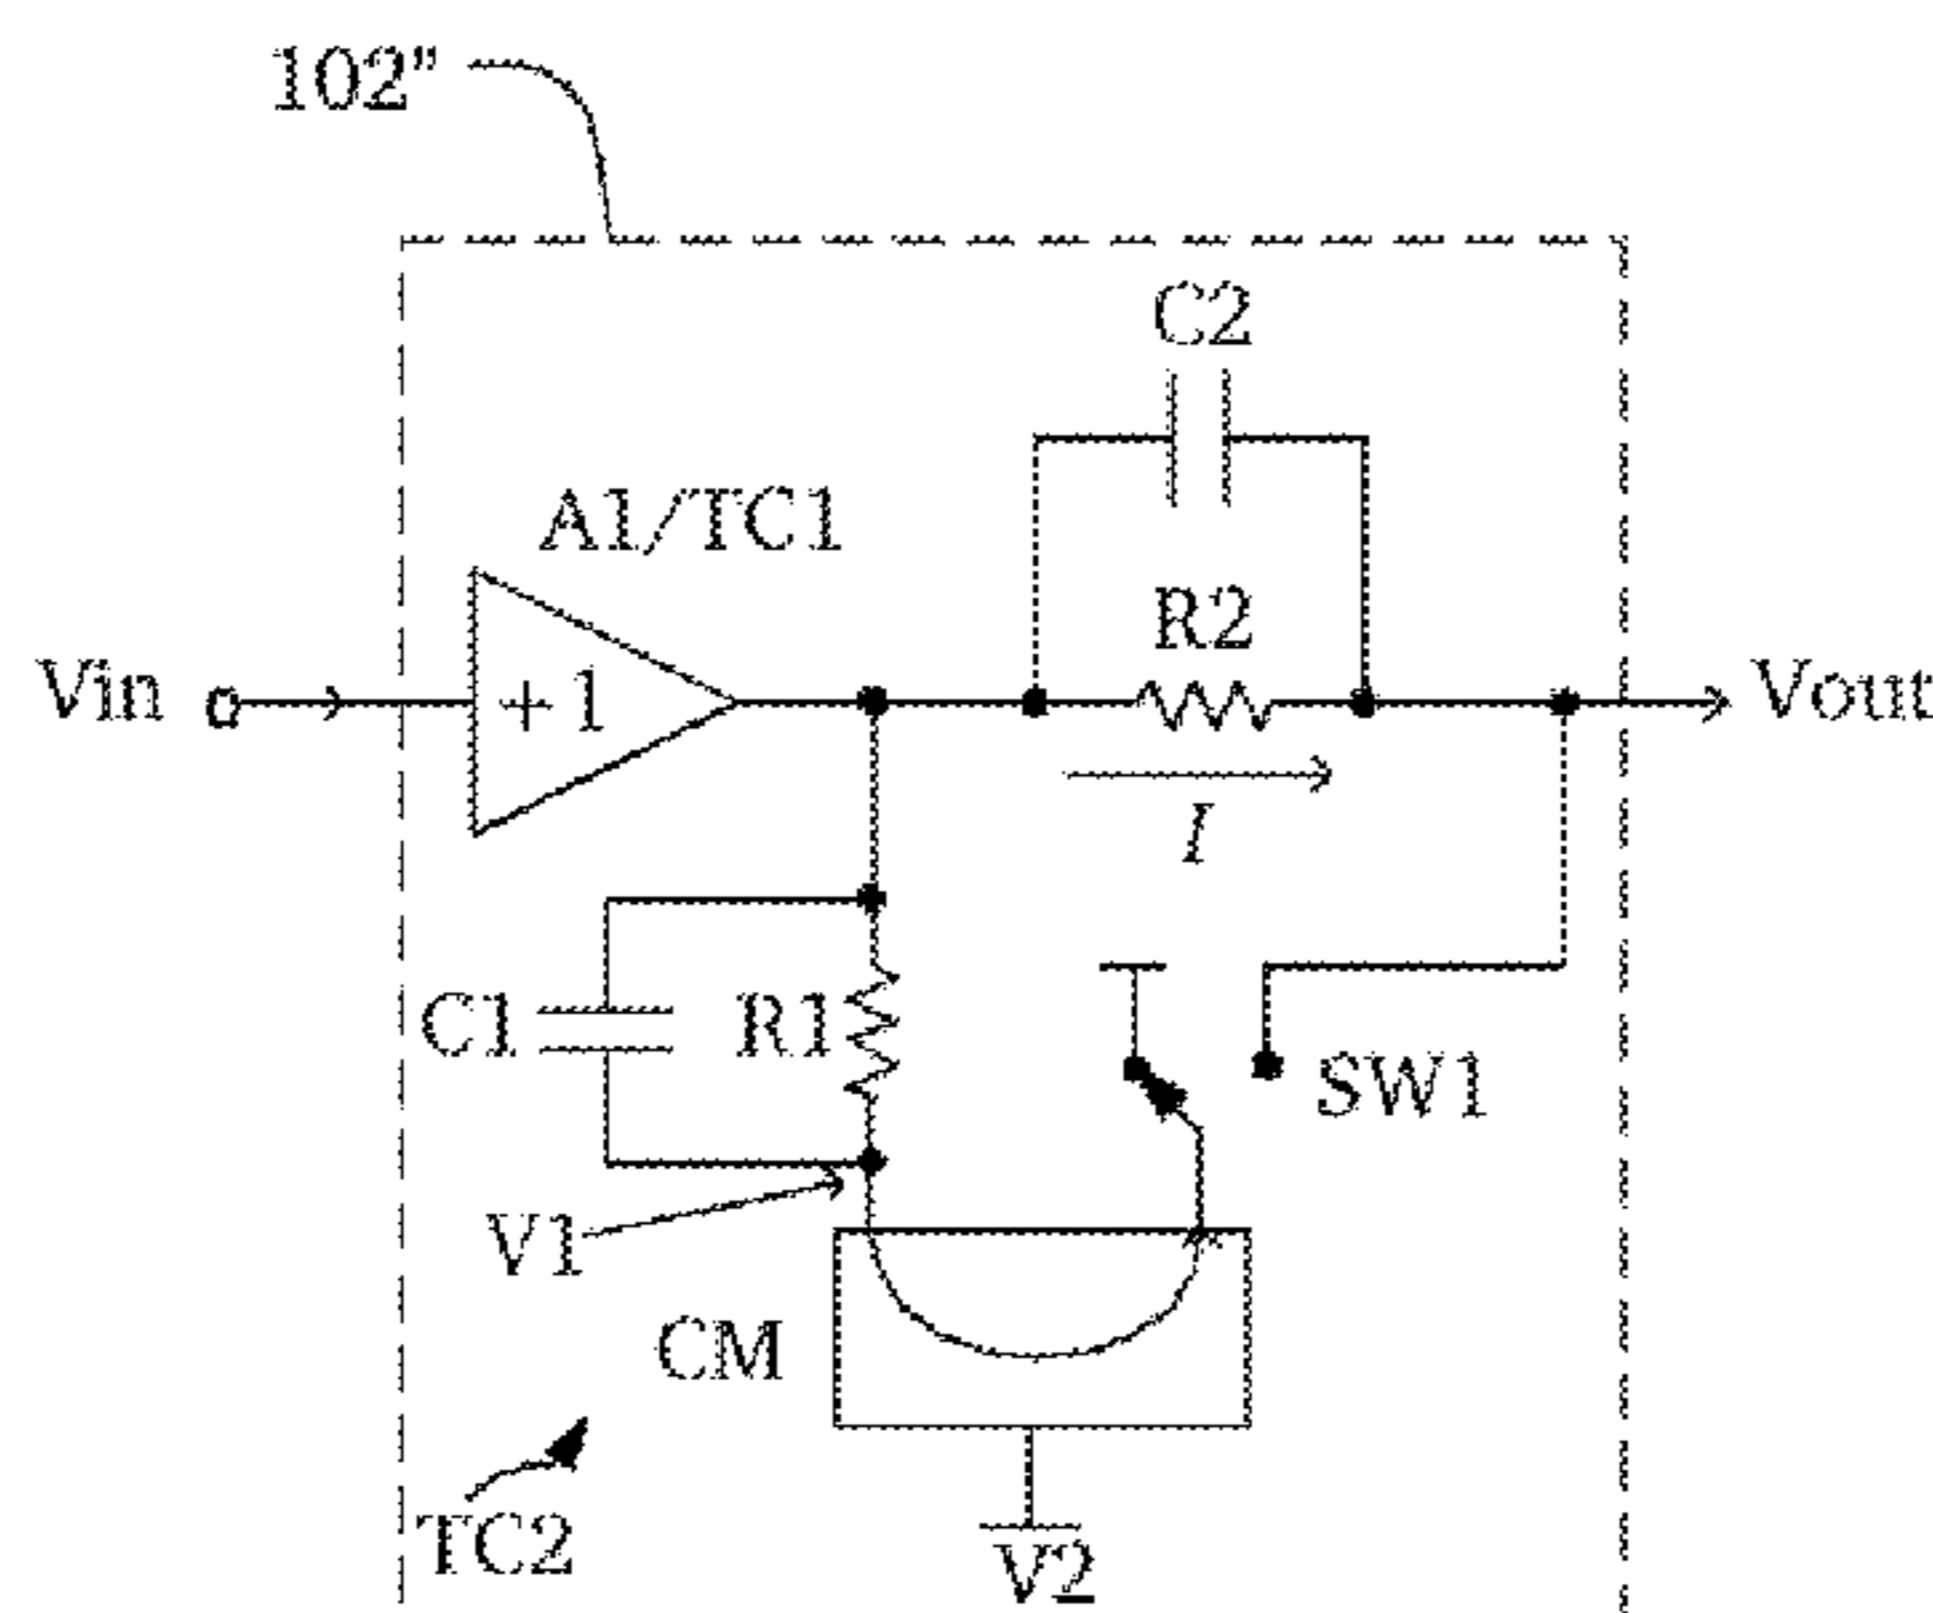 102"
C2
A1/TC1
R2
Vin
+1
Vout
I
C1
R1
SW1
V1
CM
TC2
V2